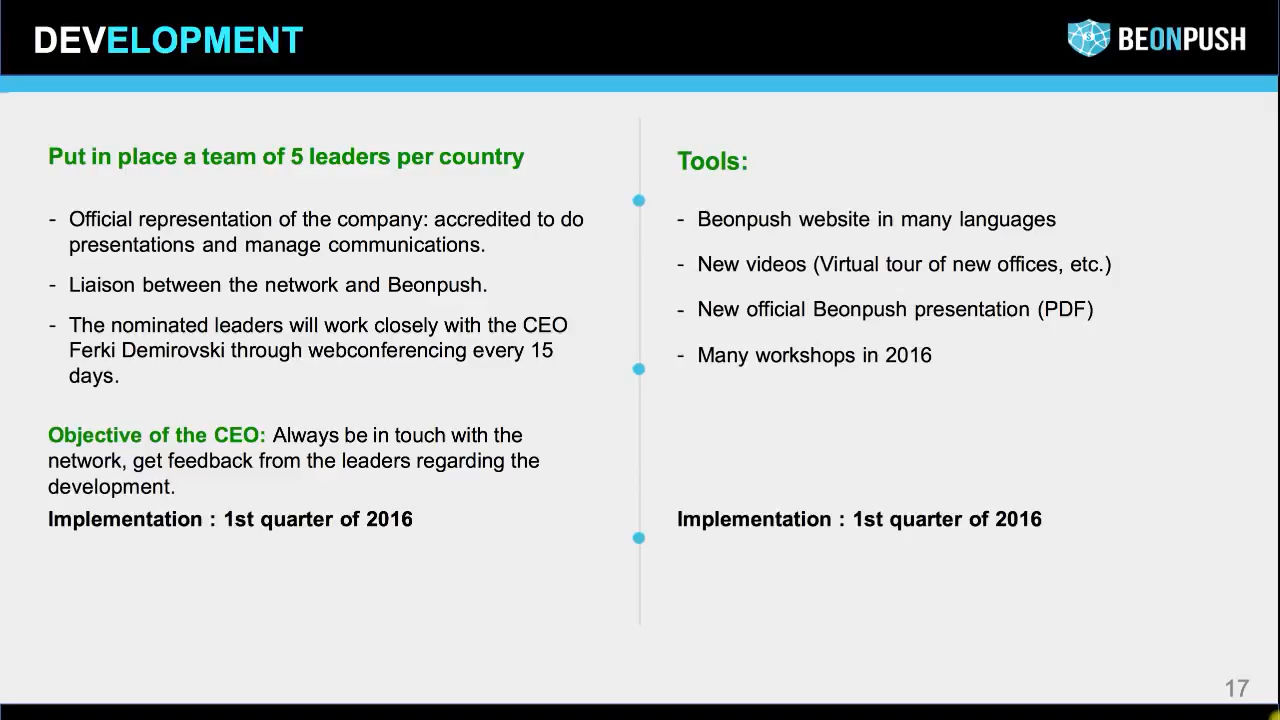 DEVELOPMENT
BEONPUSH
Put in place a team of 5 leaders per country
- Official representation of the company: accredited to do
presentations and manage communications.
- Liaison between the network and Beonpush.
- The nominated leaders will work closely with the CEO
Ferki Demirovski through webconferencing every 15
days.
Objective of the CEO: Always be in touch with the
network, get feedback from the leaders regarding the
development.
Implementation : 1st quarter of 2016
Tools:
- Beonpush website in many languages
- New videos (Virtual tour of new offices, etc.)
- New official Beonpush presentation (PDF)
- Many workshops in 2016
Implementation : 1st quarter of 2016
17